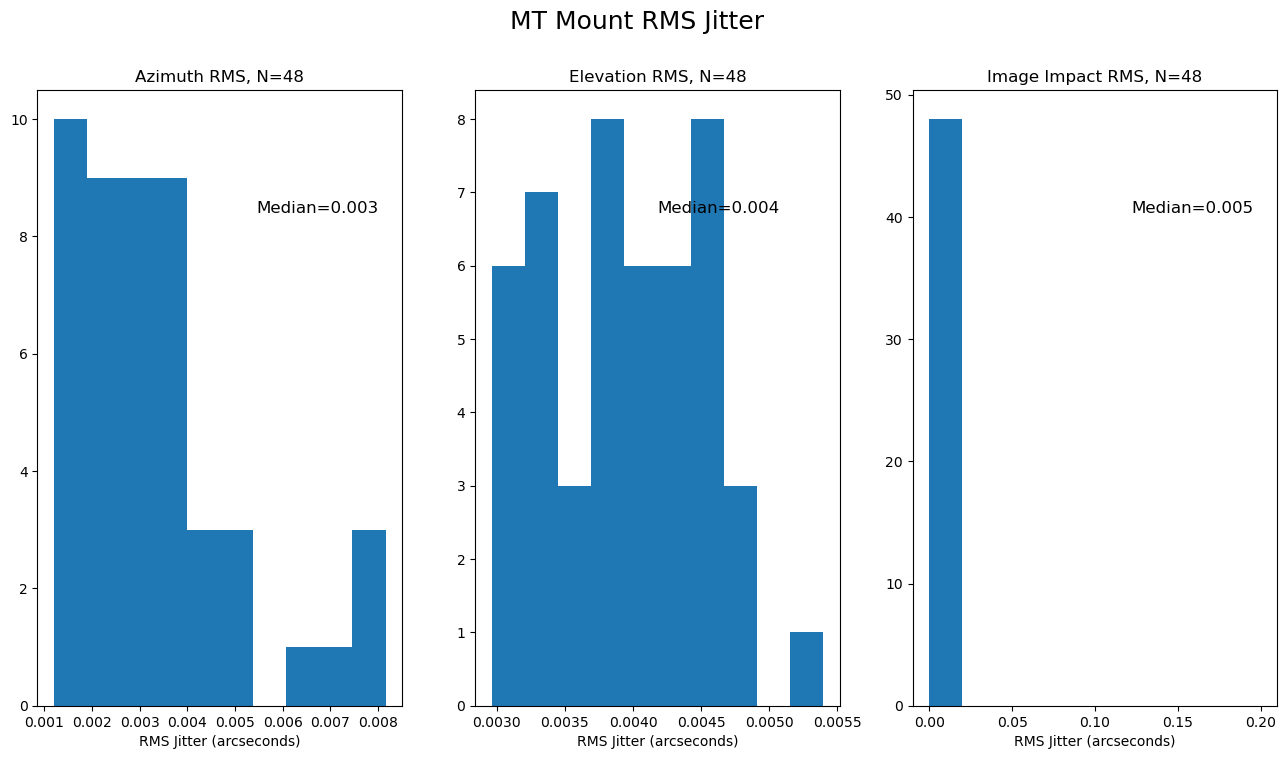 MT Mount RMS Jitter
Azimuth RMS, N=48
10
8
6
4
2
0
Median=0.003
0.001 0.002 0.003 0.004 0.005 0.006 0.007 0.008
RMS Jitter (arcseconds)
Elevation RMS, N=48
8
7
6
5
4
3
2
1
0
Median=0.004
0.0030 0.0035 0.0040 0.0045 0.0050 0.0055
RMS Jitter (arcseconds)
Image Impact RMS, N=48
50
40
30
20
10
0
Median=0.005
0.00 0.05 0.10 0.15 0.20
RMS Jitter (arcseconds)